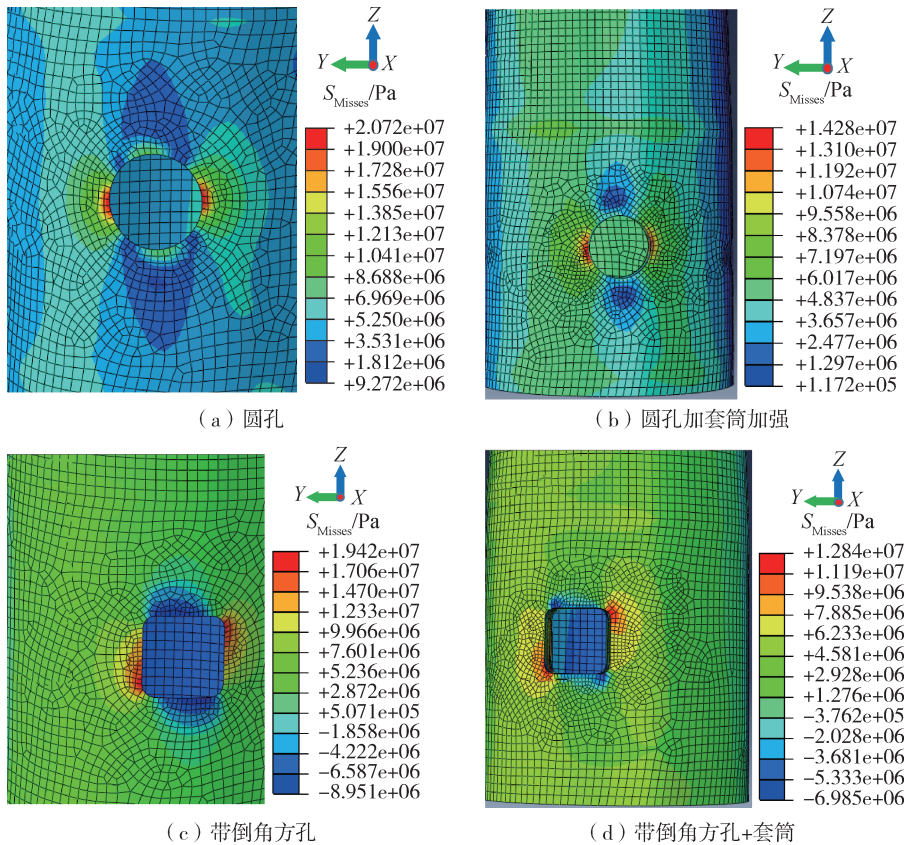 Z
Y
X
SMisses/Pa
+2.072e+07
+1.900e+07
+1.728e+07
+1.556e+07
+1.385e+07
+1.213e+07
+1.041e+07
+8.688e+06
+6.969e+06
+5.250e+06
+3.531e+06
+1.812e+06
+9.272e+06
(a)圆孔
Z
Y
X
SMisses/Pa
+1.428e+07
+1.310e+07
+1.192e+07
+1.074e+07
+9.558e+06
+8.378e+06
+7.197e+06
+6.017e+06
+4.837e+06
+3.657e+06
+2.477e+06
+1.297e+06
+1.172e+05
(b)圆孔加套筒加强
Z
Y
X
SMisses/Pa
+1.942e+07
+1.706e+07
+1.470e+07
+1.233e+07
+9.966e+06
+7.601e+06
+5.236e+06
+2.872e+06
+5.071e+05
−1.858e+06
−4.222e+06
−6.587e+06
−8.951e+06
(c)带倒角方孔
Z
Y
X
SMisses/Pa
+1.284e+07
+1.119e+07
+9.538e+06
+7.885e+06
+6.233e+06
+4.581e+06
+2.928e+06
+1.276e+06
−3.762e+05
−2.028e+06
−3.681e+06
−5.333e+06
−6.985e+06
(d)带倒角方孔+套筒